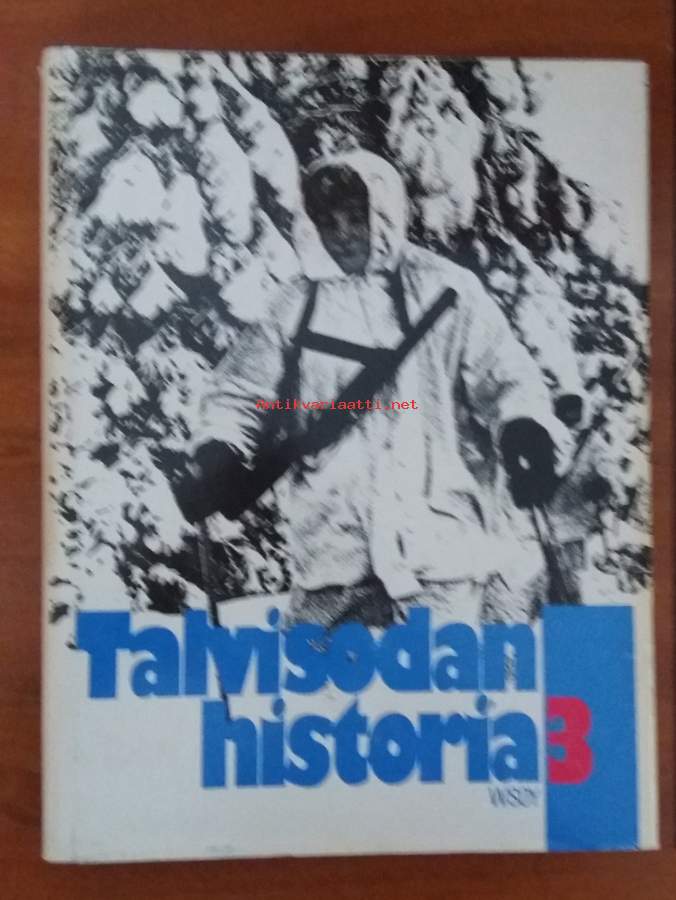 Antikvariaatti.net
Talvisodan
historia 3
WSOY